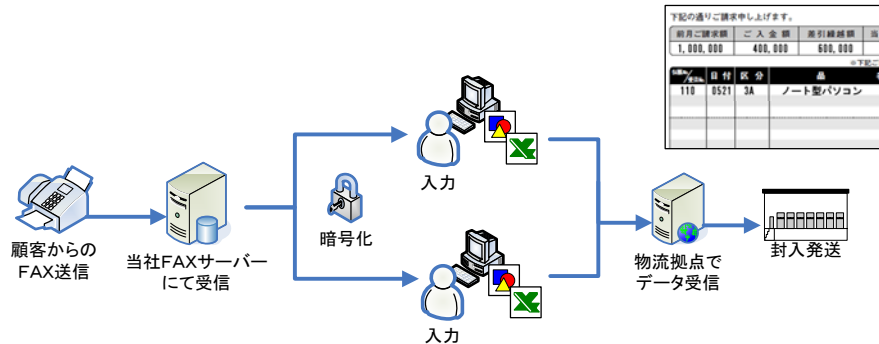 下記の通りご請求申し上げます。
前月ご請求額 ご入金額 差引繰越額 当
1,000,000 400,000 600,000
※下記ご
日付 区分 品
110 0521 3A ノート型パソコン
入力
暗号化
顧客からの
FAX送信
当社FAXサーバー
にて受信
物流拠点で
データ受信
封入発送
入力